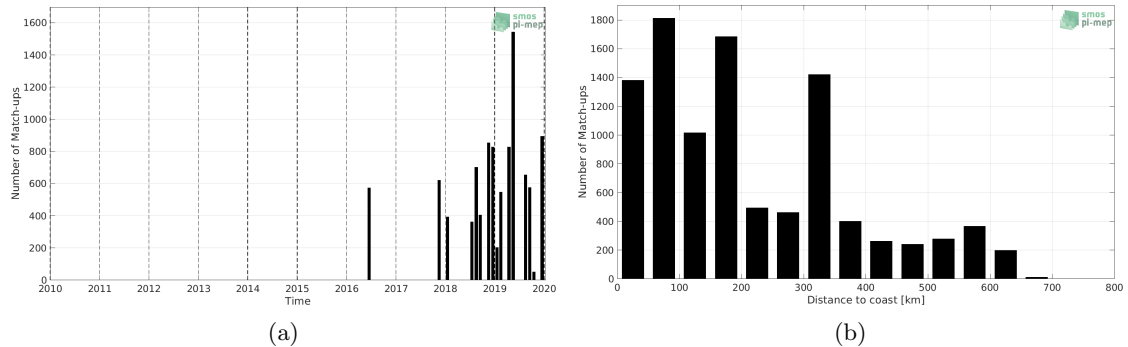 smos
pi-mep
Number of Match-ups
1600
1400
1200
1000
800
600
400
200
0
2010 2011 2012 2013 2014 2015 2016 2017 2018 2019 2020
Time
(a)
smos
pi-mep
Number of Match-ups
1800
1600
1400
1200
1000
800
600
400
200
0
0 100 200 300 400 500 600 700 800
Distance to coast [km]
(b)